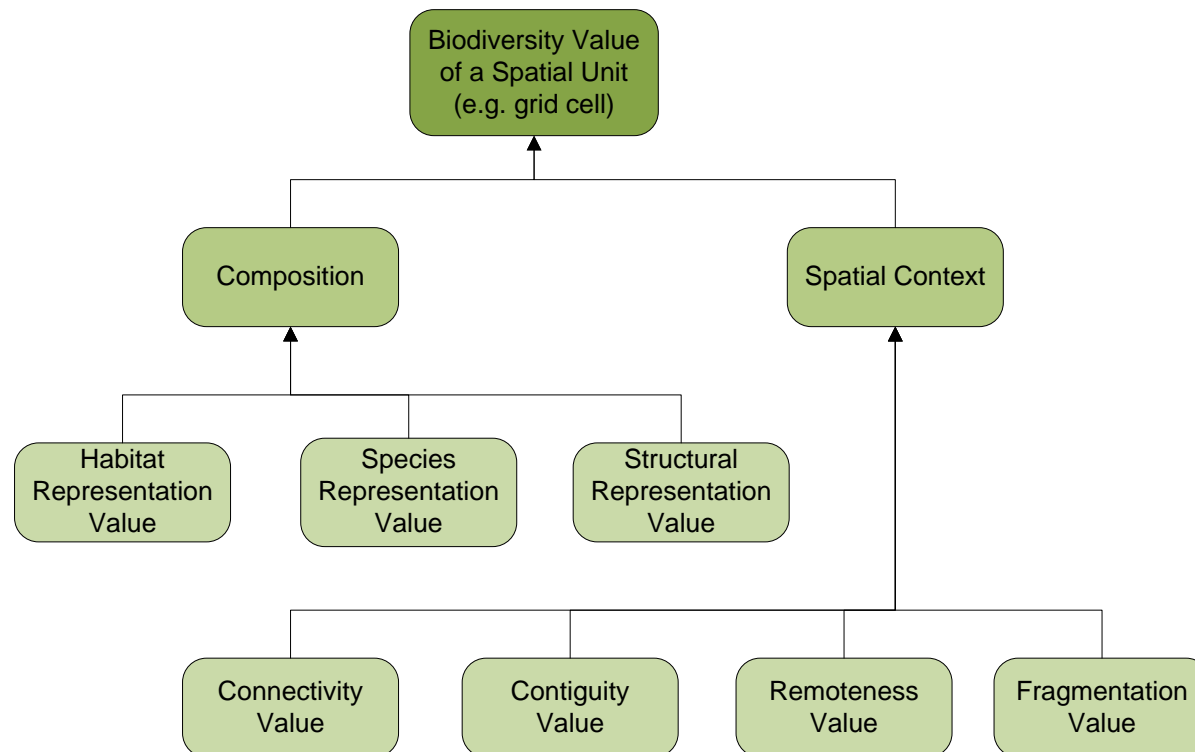 Biodiversity Value
of a Spatial Unit
(e.g. grid cell)
Composition
Spatial Context
Habitat
Representation
Value
Species
Representation
Value
Structural
Representation
Value
Connectivity
Value
Contiguity
Value
Remoteness
Value
Fragmentation
Value